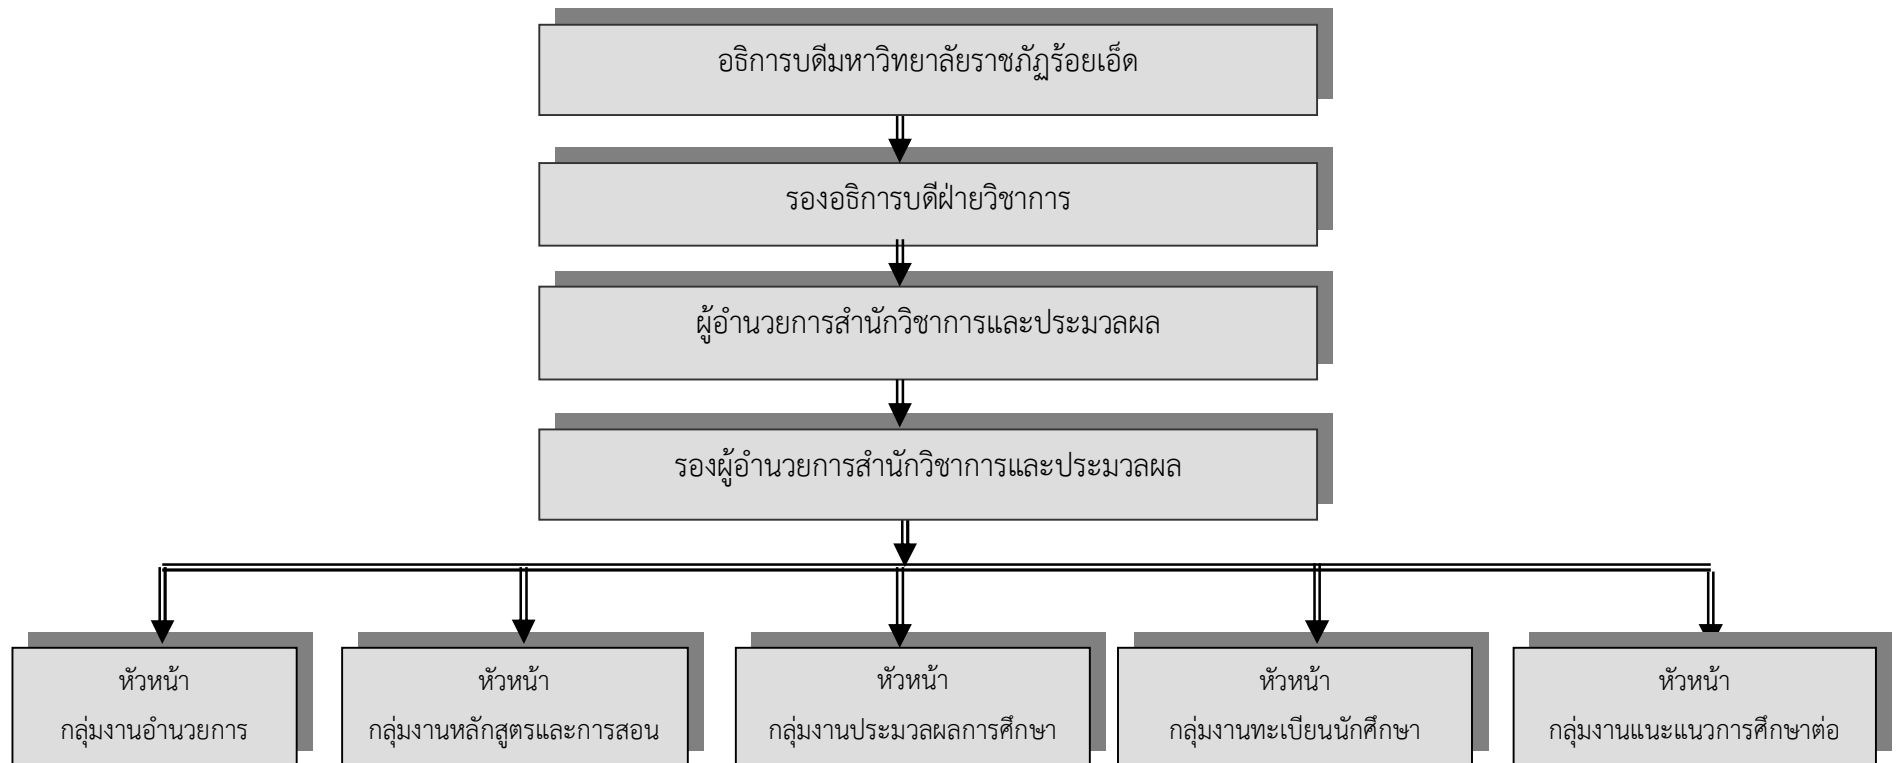 อธิการบดีมหาวิทยาลัยราชภัฏร้อยเอ็ด
รองอธิการบดีฝ่ายวิชาการ
ผู้อำนวยการสำนักวิชาการและประมวลผล
รองผู้อำนวยการสำนักวิชาการและประมวลผล
หัวหน้า
กลุ่มงานอำนวยการ
หัวหน้า
กลุ่มงานหลักสูตรและการสอน
หัวหน้า
กลุ่มงานประมวลผลการศึกษา
หัวหน้า
กลุ่มงานทะเบียนนักศึกษา
หัวหน้า
กลุ่มงานแนะแนวการศึกษาต่อ